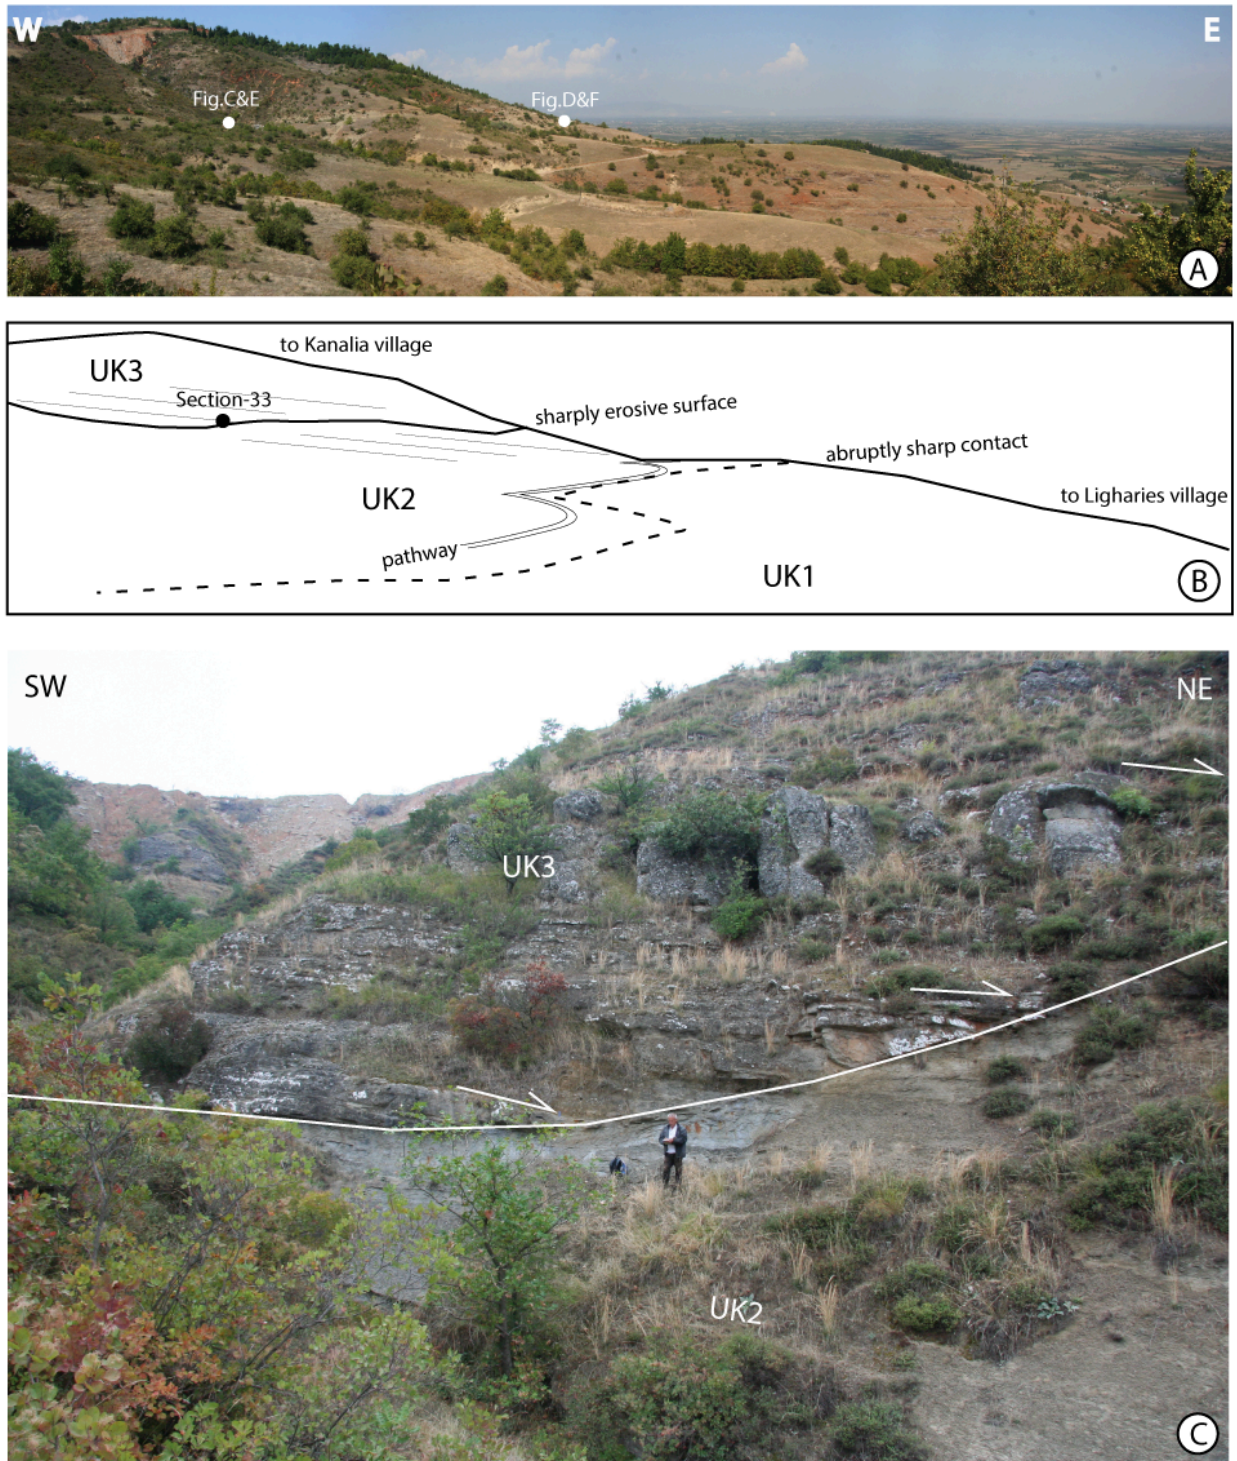 W
E
Fig.C&E
Fig.D&F
A
to Kanalia village
UK3
Section-33
sharply erosive surface
abruptly sharp contact
UK2
to Ligharies village
pathway
UK1
B
SW
NE
UK3
UK2
C